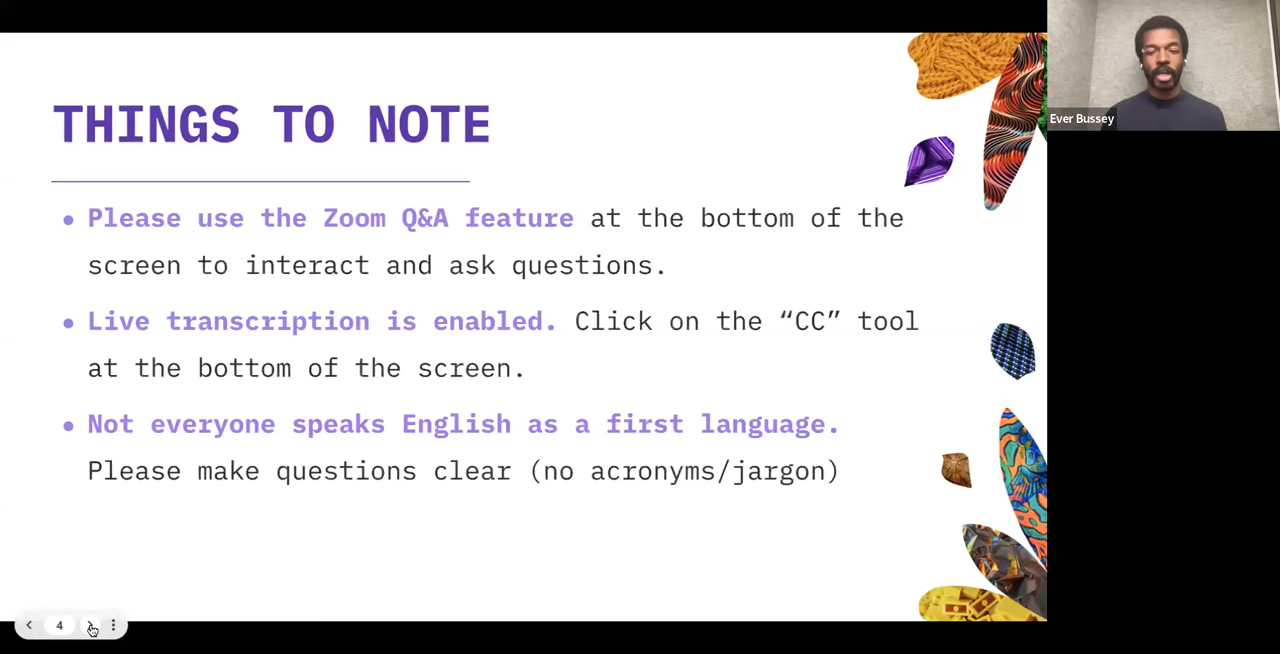 THINGS TO NOTE
• Please use the Zoom Q&A feature at the bottom of the
screen to interact and ask questions.
• Live transcription is enabled. Click on the “CC” tool
at the bottom of the screen.
• Not everyone speaks English as a first language.
Please make questions clear (no acronyms/jargon)
Ever Bussey
4